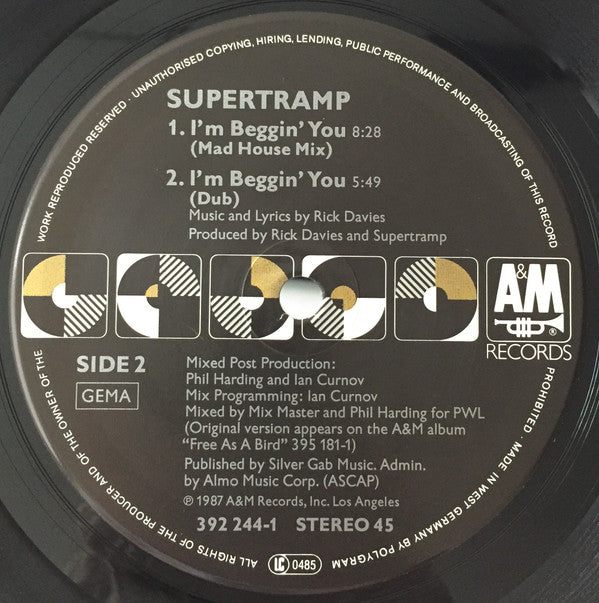 WORK REPRODUCED RESERVED · UNAUTHORISED COPYING, HIRING, LENDING, PUBLIC PERFORMANCE AND BROADCASTING OF THIS RECORD
PROHIBITED · MADE IN WEST GERMANY BY POLYGRAM
SUPERTRAMP
1. I'm Beggin' You 8:28
(Mad House Mix)
2. I'm Beggin' You 5:49
(Dub)
Music and Lyrics by Rick Davies
Produced by Rick Davies and Supertramp
A&M
®
RECORDS
SIDE 2
GEMA
Mixed Post Production:
Phil Harding and Ian Curnov
Mix Programming: Ian Curnov
Mixed by Mix Master and Phil Harding for PWL
(Original version appears on the A&M album
"Free As A Bird" 395 181-1)
Published by Silver Gab Music. Admin.
by Almo Music Corp. (ASCAP)
℗ 1987 A&M Records, Inc. Los Angeles
392 244-1 STEREO 45
LC 0485
ALL RIGHTS OF THE PRODUCER AND OF THE OWNER OF THE